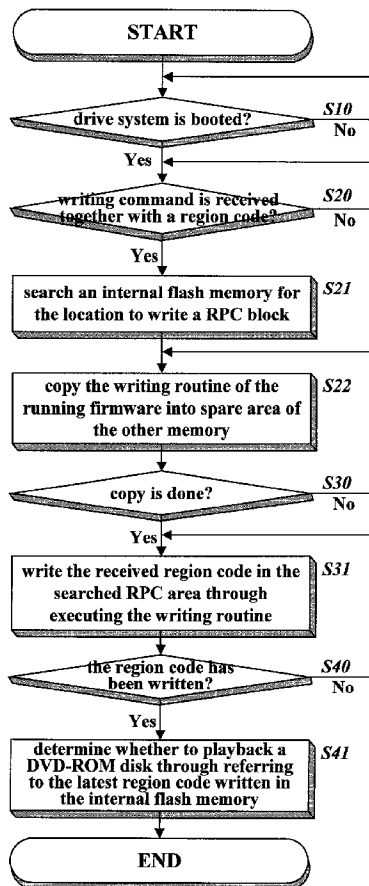 START
drive system is booted?
S10
No
Yes
writing command is received
together with a region code?
S20
No
Yes
search an internal flash memory for
the location to write a RPC block
S21
copy the writing routine of the
running firmware into spare area of
the other memory
S22
copy is done?
S30
No
Yes
write the received region code in the
searched RPC area through
executing the writing routine
S31
the region code has
been written?
S40
No
Yes
determine whether to playback a
DVD-ROM disk through referring
to the latest region code written
in the internal flash memory
S41
END